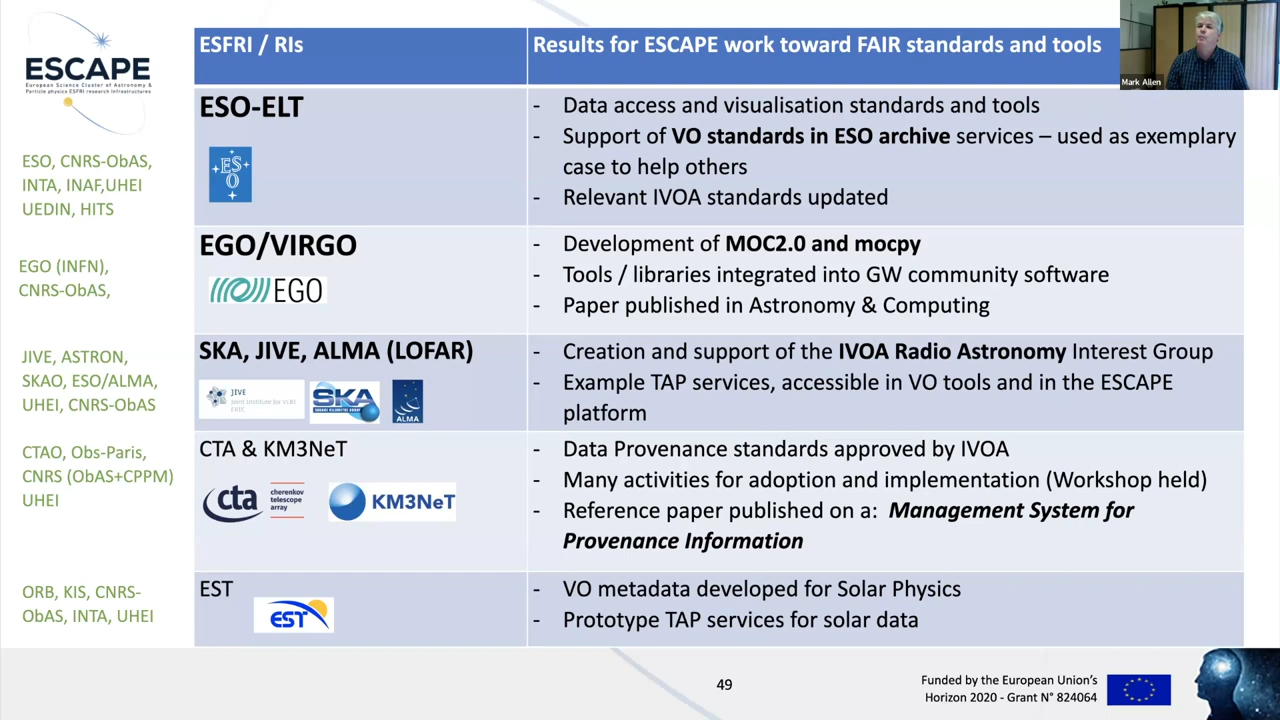 ESCAPE
European Science Cluster of Astronomy &
Particle physics ESFRI research Infrastructures
ESFRI / RIs
Results for ESCAPE work toward FAIR standards and tools
Mark Allen
ESO, CNRS-ObAS,
INTA, INAF,UHEI
UEDIN, HITS
ESO-ELT
ES
O
- Data access and visualisation standards and tools
- Support of VO standards in ESO archive services – used as exemplary
case to help others
- Relevant IVOA standards updated
EGO (INFN),
CNRS-ObAS,
EGO/VIRGO
EGO
- Development of MOC2.0 and mocpy
- Tools / libraries integrated into GW community software
- Paper published in Astronomy & Computing
JIVE, ASTRON,
SKAO, ESO/ALMA,
UHEI, CNRS-ObAS
SKA, JIVE, ALMA (LOFAR)
JIVE
Joint Institute for VLBI
ERIC
SKA
SQUARE KILOMETRE ARRAY
ALMA
- Creation and support of the IVOA Radio Astronomy Interest Group
- Example TAP services, accessible in VO tools and in the ESCAPE
platform
CTAO, Obs-Paris,
CNRS (ObAS+CPPM)
UHEI
CTA & KM3NeT
cta
cherenkov
telescope
array
KM3NeT
- Data Provenance standards approved by IVOA
- Many activities for adoption and implementation (Workshop held)
- Reference paper published on a: Management System for
Provenance Information
ORB, KIS, CNRS-
ObAS, INTA, UHEI
EST
EST
- VO metadata developed for Solar Physics
- Prototype TAP services for solar data
49
Funded by the European Union's
Horizon 2020 - Grant N° 824064